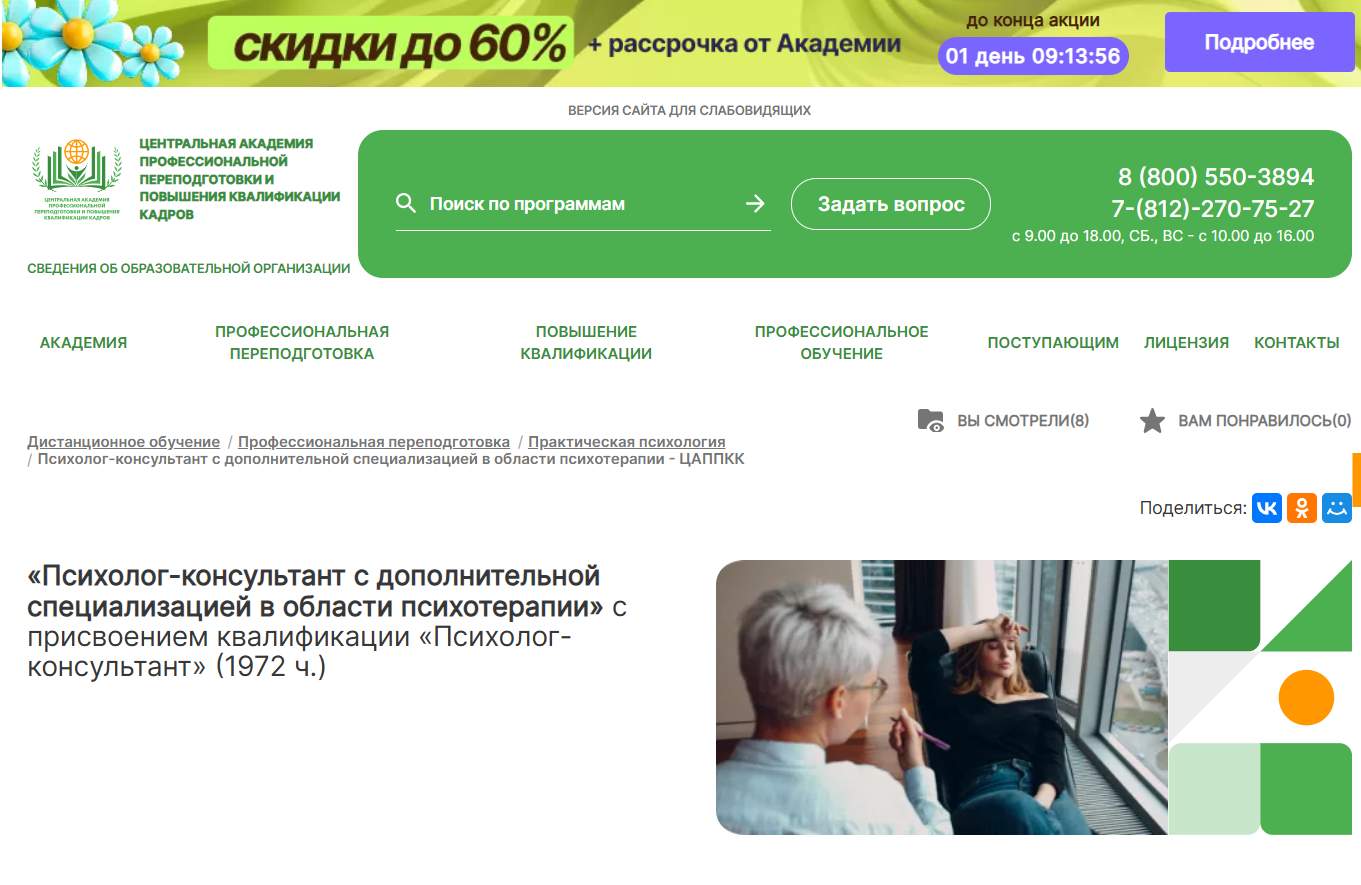 скидки до 60%
+ рассрочка от Академии
до конца акции
01 день 09:13:56
Подробнее
ВЕРСИЯ САЙТА ДЛЯ СЛАБОВИДЯЩИХ
ЦЕНТРАЛЬНАЯ АКАДЕМИЯ
ПРОФЕССИОНАЛЬНОЙ
ПЕРЕПОДГОТОВКИ И ПОВЫШЕНИЯ
КВАЛИФИКАЦИИ КАДРОВ
ЦЕНТРАЛЬНАЯ АКАДЕМИЯ
ПРОФЕССИОНАЛЬНОЙ
ПЕРЕПОДГОТОВКИ И
ПОВЫШЕНИЯ КВАЛИФИКАЦИИ
КАДРОВ
СВЕДЕНИЯ ОБ ОБРАЗОВАТЕЛЬНОЙ ОРГАНИЗАЦИИ
Поиск по программам
Задать вопрос
8 (800) 550-3894
7-(812)-270-75-27
с 9.00 до 18.00, СБ., ВС - с 10.00 до 16.00
АКАДЕМИЯ
ПРОФЕССИОНАЛЬНАЯ
ПЕРЕПОДГОТОВКА
ПОВЫШЕНИЕ
КВАЛИФИКАЦИИ
ПРОФЕССИОНАЛЬНОЕ
ОБУЧЕНИЕ
ПОСТУПАЮЩИМ
ЛИЦЕНЗИЯ
КОНТАКТЫ
ВЫ СМОТРЕЛИ(8)
ВАМ ПОНРАВИЛОСЬ(0)
Дистанционное обучение / Профессиональная переподготовка / Практическая психология
/ Психолог-консультант с дополнительной специализацией в области психотерапии - ЦАППКК
Поделиться:
«Психолог-консультант с дополнительной
специализацией в области психотерапии» с
присвоением квалификации «Психолог-
консультант» (1972 ч.)